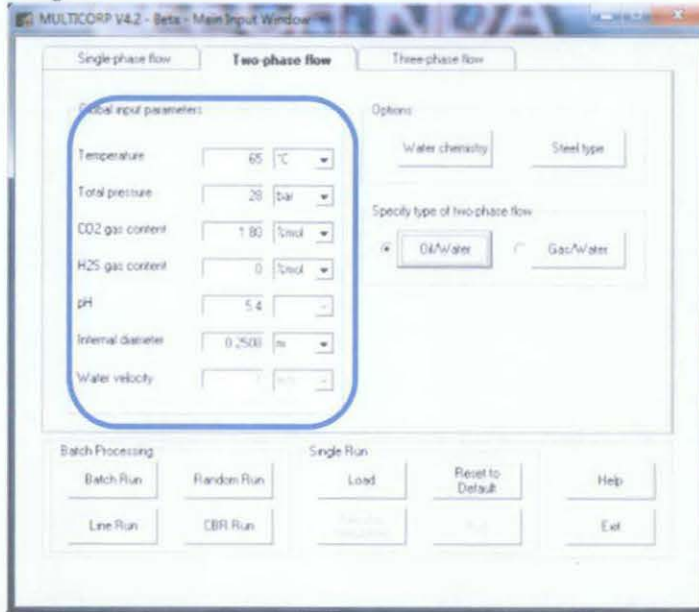 MULTICORP V4.2 - Beta - Main Input Window
Single-phase flow Two-phase flow Three-phase flow
Global input parameters
Options
Temperature 65 °C
Water chemistry Steel type
Total pressure 28 bar
Specify type of two-phase flow
CO2 gas content 1.80 %mol
Oil/Water Gas/Water
H2S gas content 0 %mol
pH 5.4
Internal diameter 0.2508 m
Water velocity 1 m/s
Batch Processing Single Run
Batch Run Random Run Load Reset to Default Help
Line Run CBR Run Exit